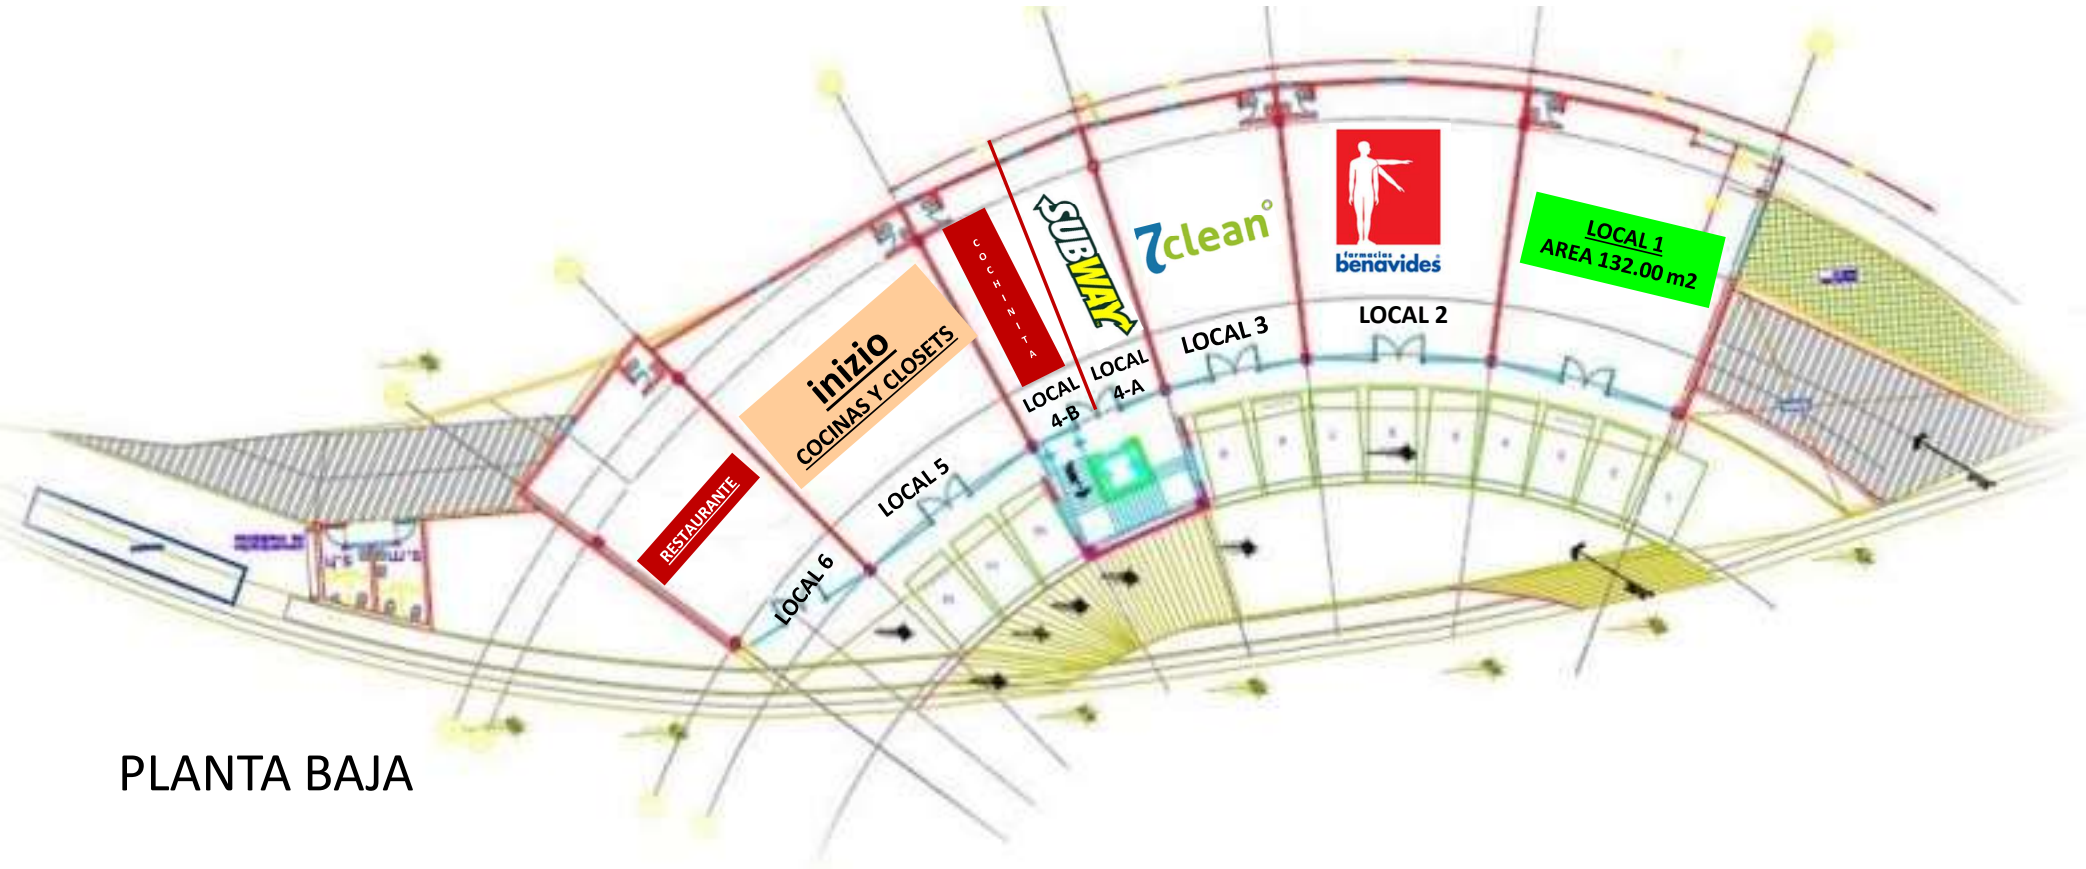 COCHINITA
SUBWAY
7clean
farmacias
benavides
LOCAL 1
AREA 132.00 m2
inizio
COCINAS Y CLOSETS
RESTAURANTE
LOCAL 6
LOCAL 5
LOCAL
4-B
LOCAL
4-A
LOCAL 3
LOCAL 2
PLANTA BAJA